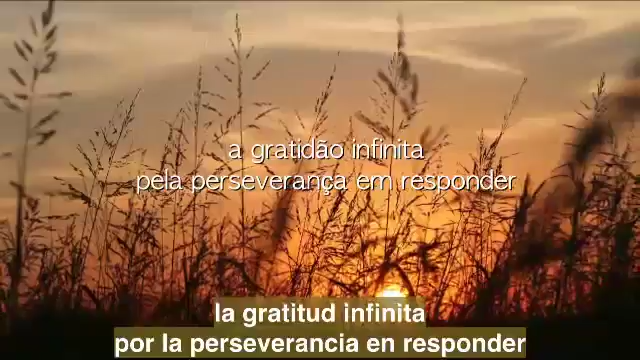 a gratidão infinita
pela perseverança em responder
la gratitud infinita
por la perseverancia en responder